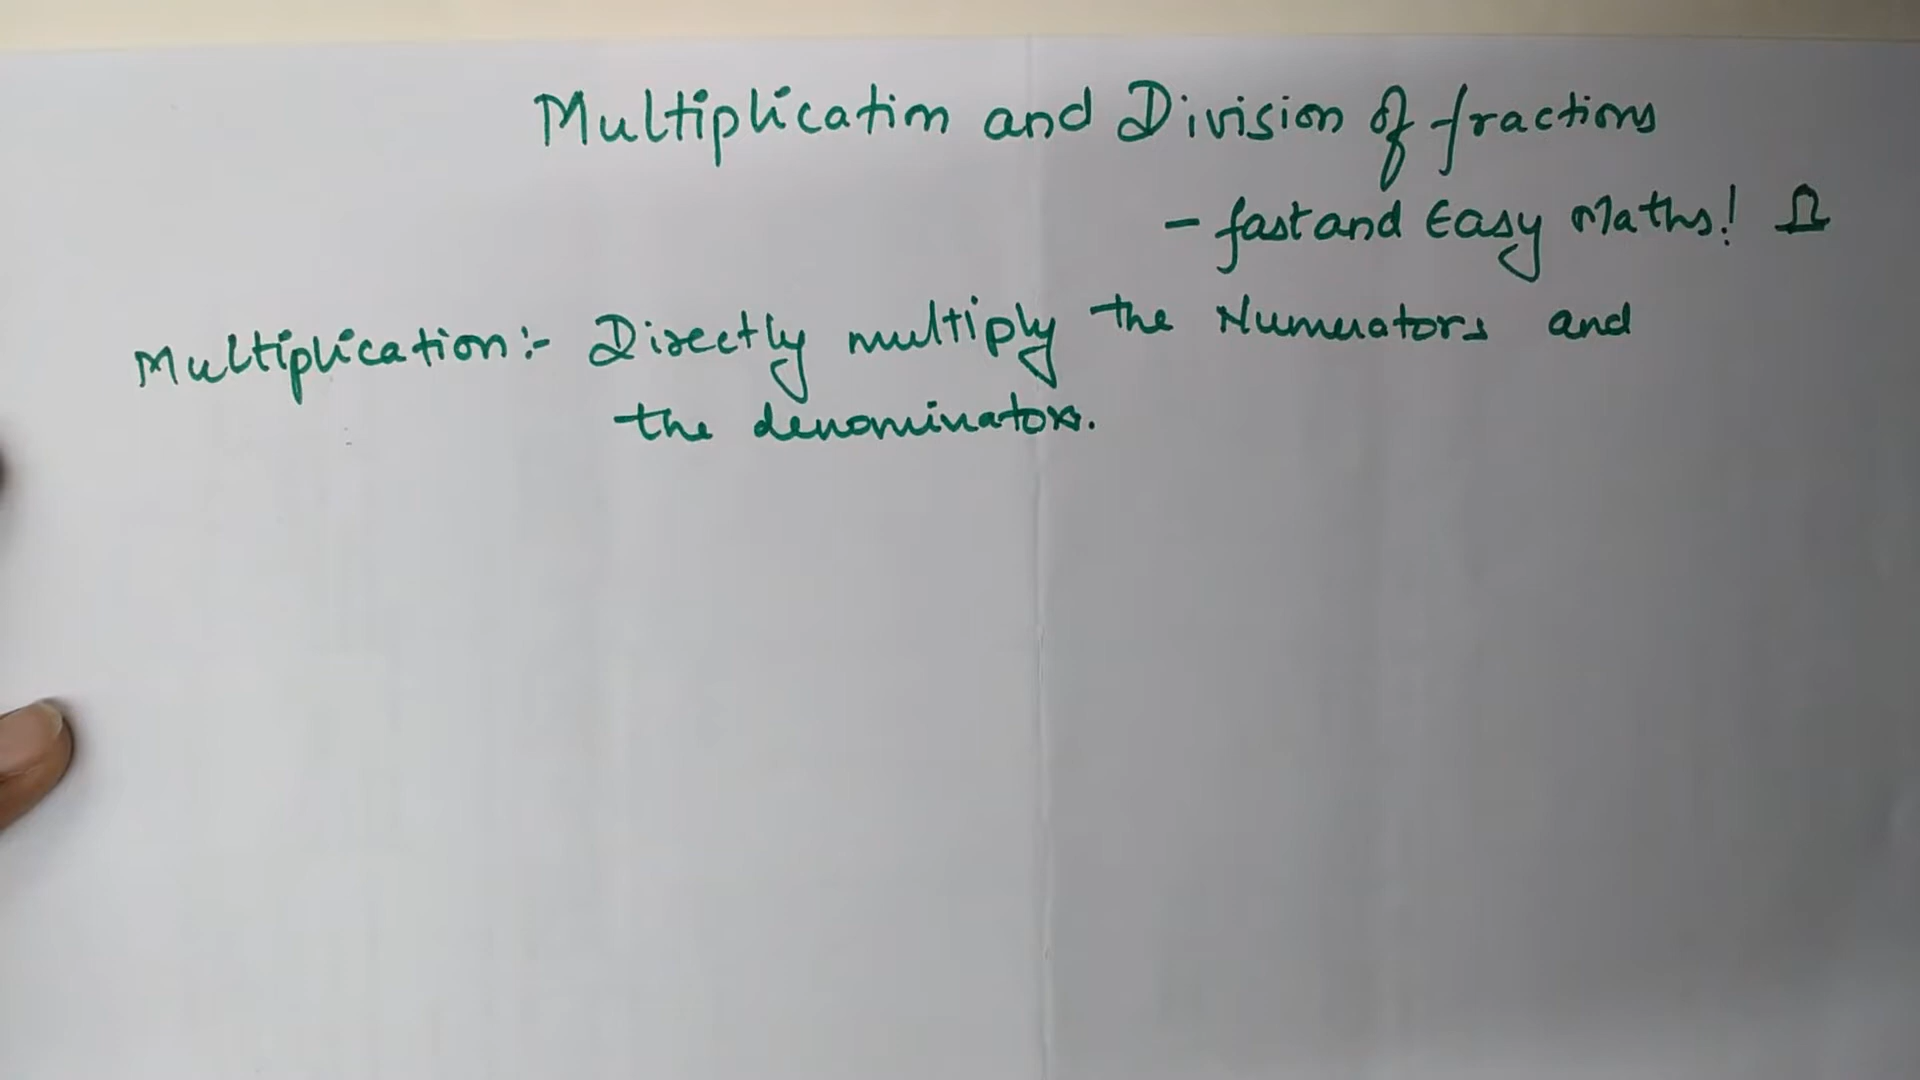 Multiplication and Division of fractions
- fast and Easy Maths! Ω
Multiplication:- Directly multiply the Numerators and
the denominators.